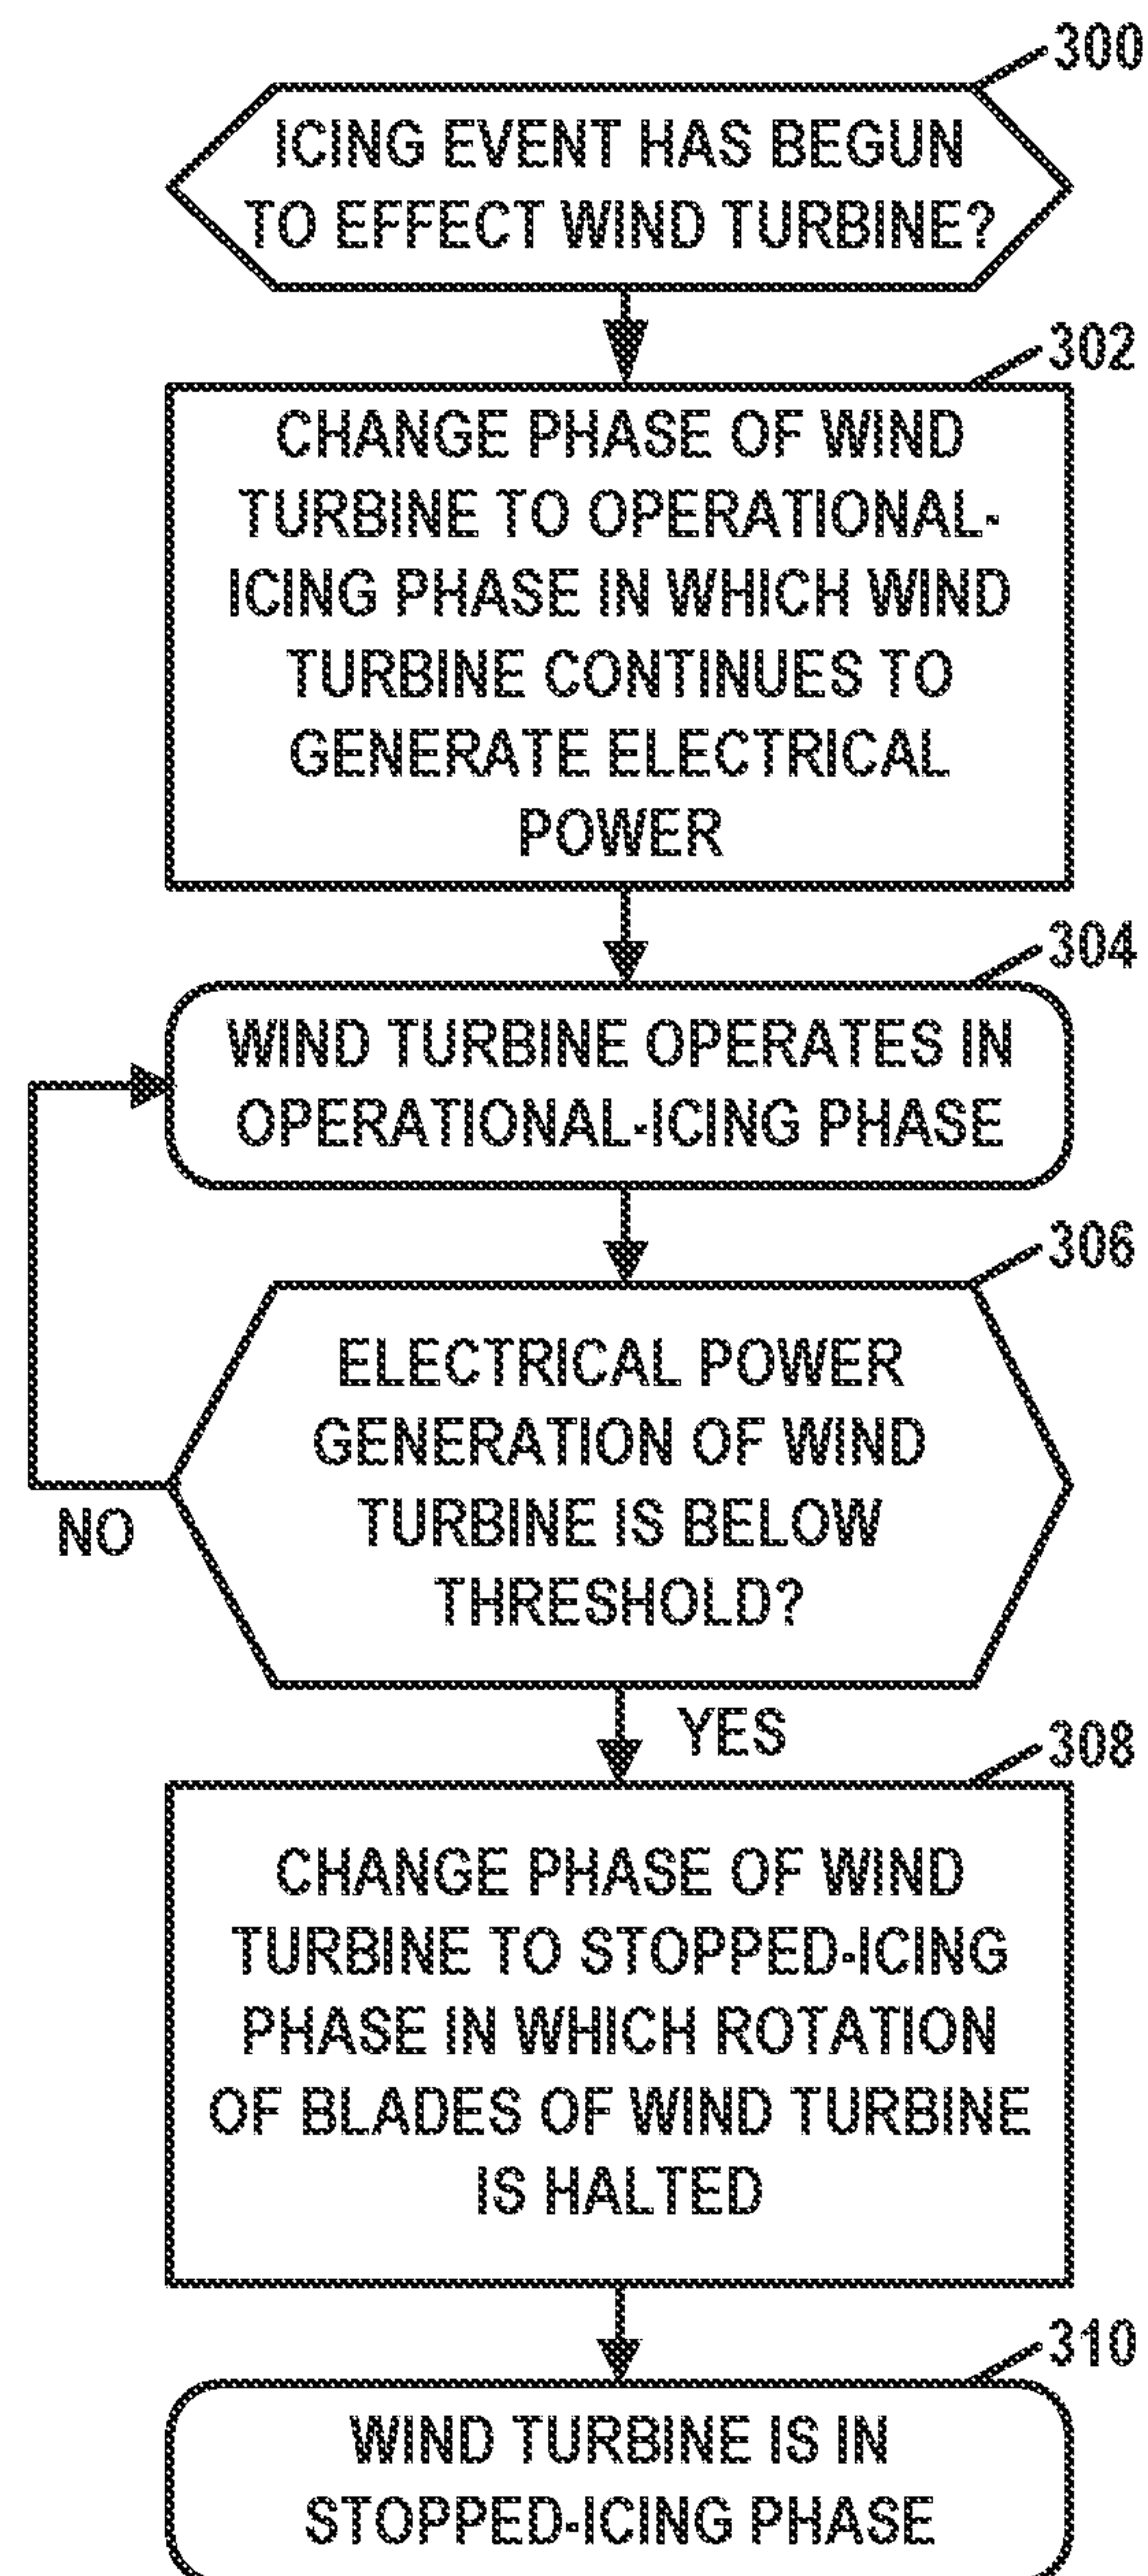 300
ICING EVENT HAS BEGUN
TO EFFECT WIND TURBINE?
302
CHANGE PHASE OF WIND
TURBINE TO OPERATIONAL-
ICING PHASE IN WHICH WIND
TURBINE CONTINUES TO
GENERATE ELECTRICAL
POWER
304
WIND TURBINE OPERATES IN
OPERATIONAL-ICING PHASE
306
ELECTRICAL POWER
GENERATION OF WIND
TURBINE IS BELOW
THRESHOLD?
NO
YES
308
CHANGE PHASE OF WIND
TURBINE TO STOPPED-ICING
PHASE IN WHICH ROTATION
OF BLADES OF WIND TURBINE
IS HALTED
310
WIND TURBINE IS IN
STOPPED-ICING PHASE